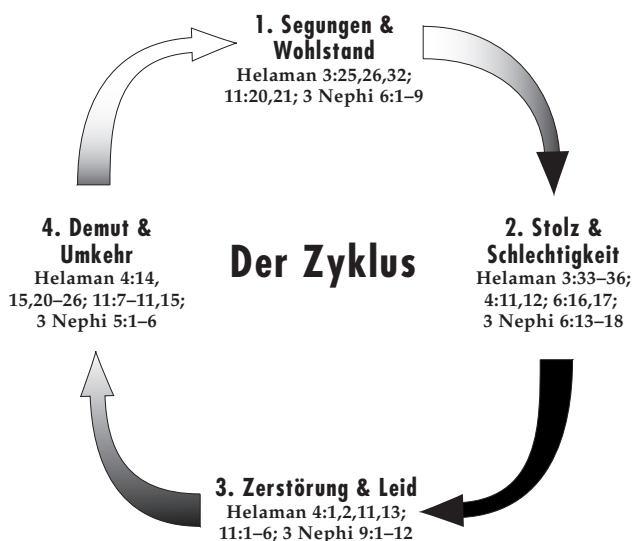 1. Segungen &
Wohlstand
Helaman 3:25,26,32;
11:20,21; 3 Nephi 6:1–9
2. Stolz &
Schlechtigkeit
Helaman 3:33–36;
4:11,12; 6:16,17;
3 Nephi 6:13–18
3. Zerstörung & Leid
Helaman 4:1,2,11,13;
11:1–6; 3 Nephi 9:1–12
4. Demut &
Umkehr
Helaman 4:14,
15,20–26; 11:7–11,15;
3 Nephi 5:1–6
Der Zyklus